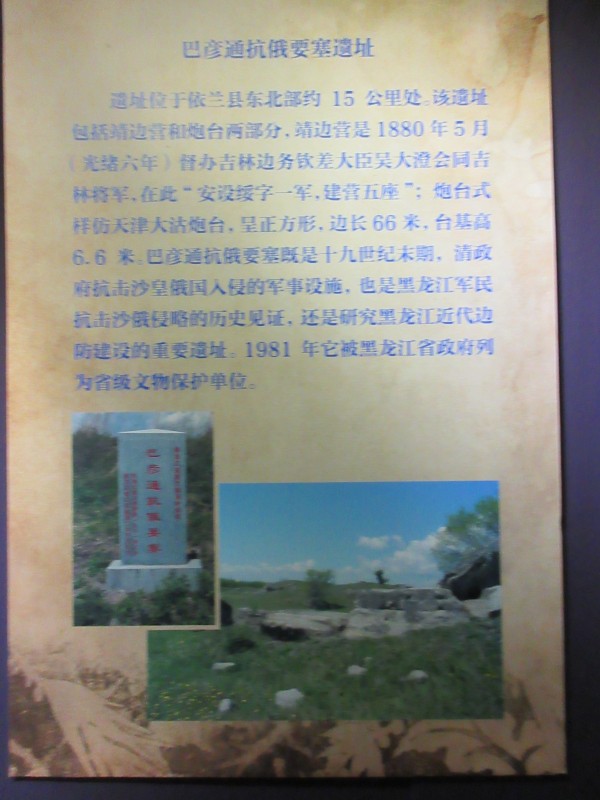 巴彦通抗俄要塞遗址
遗址位于依兰县东北部约 15 公里处。该遗址
包括靖边营和炮台两部分，靖边营是 1880 年 5 月
（光绪六年）督办吉林边务钦差大臣吴大澄会同吉
林将军，在此“安设绥字一军，建营五座”；炮台式
样仿天津大沽炮台，呈正方形，边长 66 米，台基高
6.6 米。巴彦通抗俄要塞既是十九世纪末期，清政
府抗击沙皇俄国入侵的军事设施，也是黑龙江军民
抗击沙俄侵略的历史见证，还是研究黑龙江近代边
防建设的重要遗址。1981 年它被黑龙江省政府列
为省级文物保护单位。
巴彦通抗俄要塞